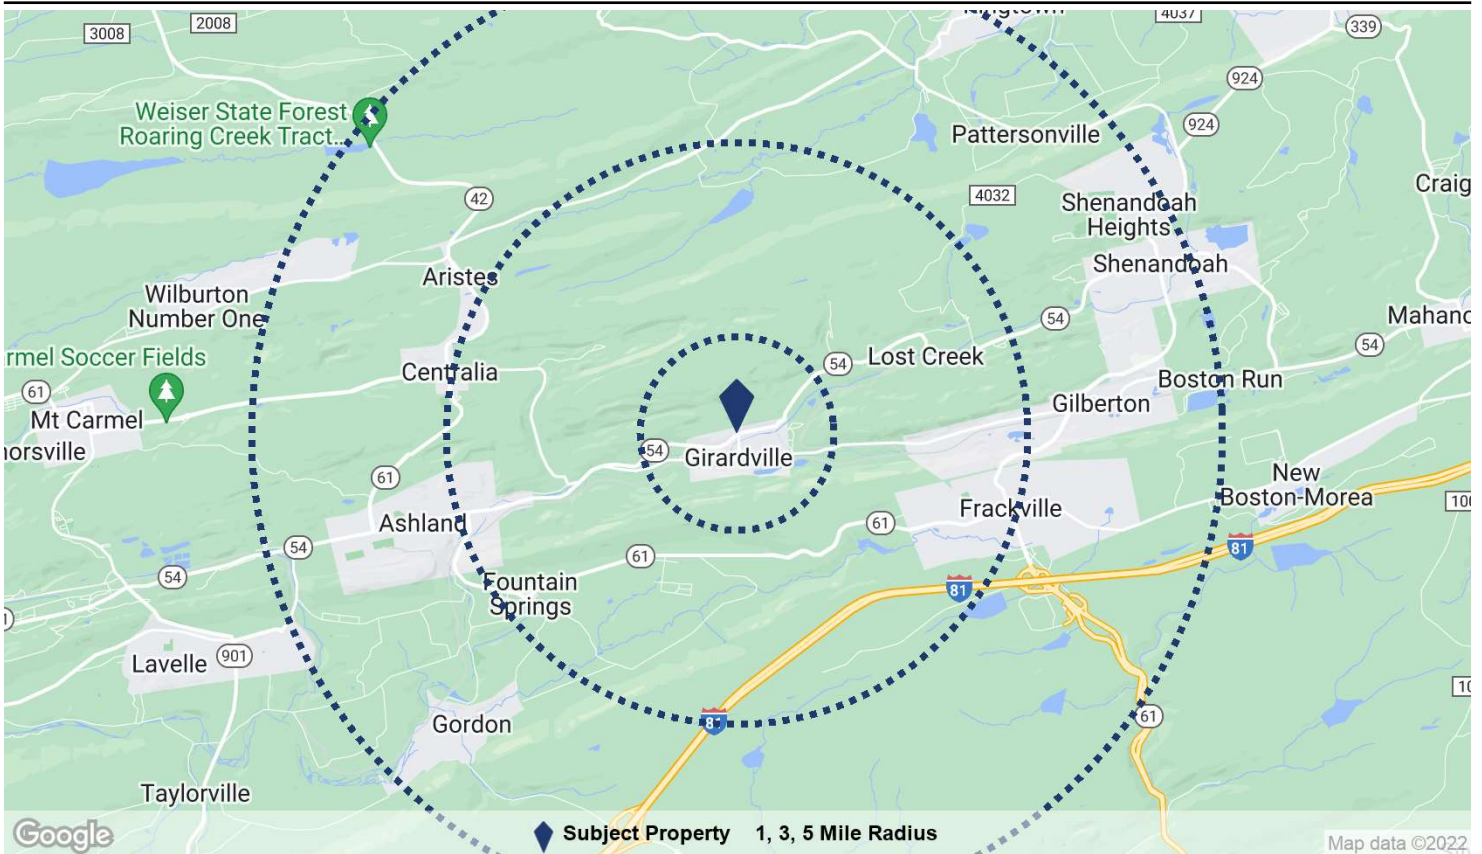 3008
2008
4037
339
924
Weiser State Forest
Roaring Creek Tract...
924
Pattersonville
42
4032
Craig
Shenandoah
Heights
Aristes
Shenandoah
Wilburton
Number One
54
Mahano
rmel Soccer Fields
54
Lost Creek
54
61
Centralia
Boston Run
Mt Carmel
Gilberton
norsville
54
Girardville
61
New
Boston-Morea
Ashland
61
Frackville
54
61
81
54
Fountain
Springs
81
Lavelle
901
Gordon
81
61
Taylorville
Google
Subject Property 1, 3, 5 Mile Radius
Map data ©2022